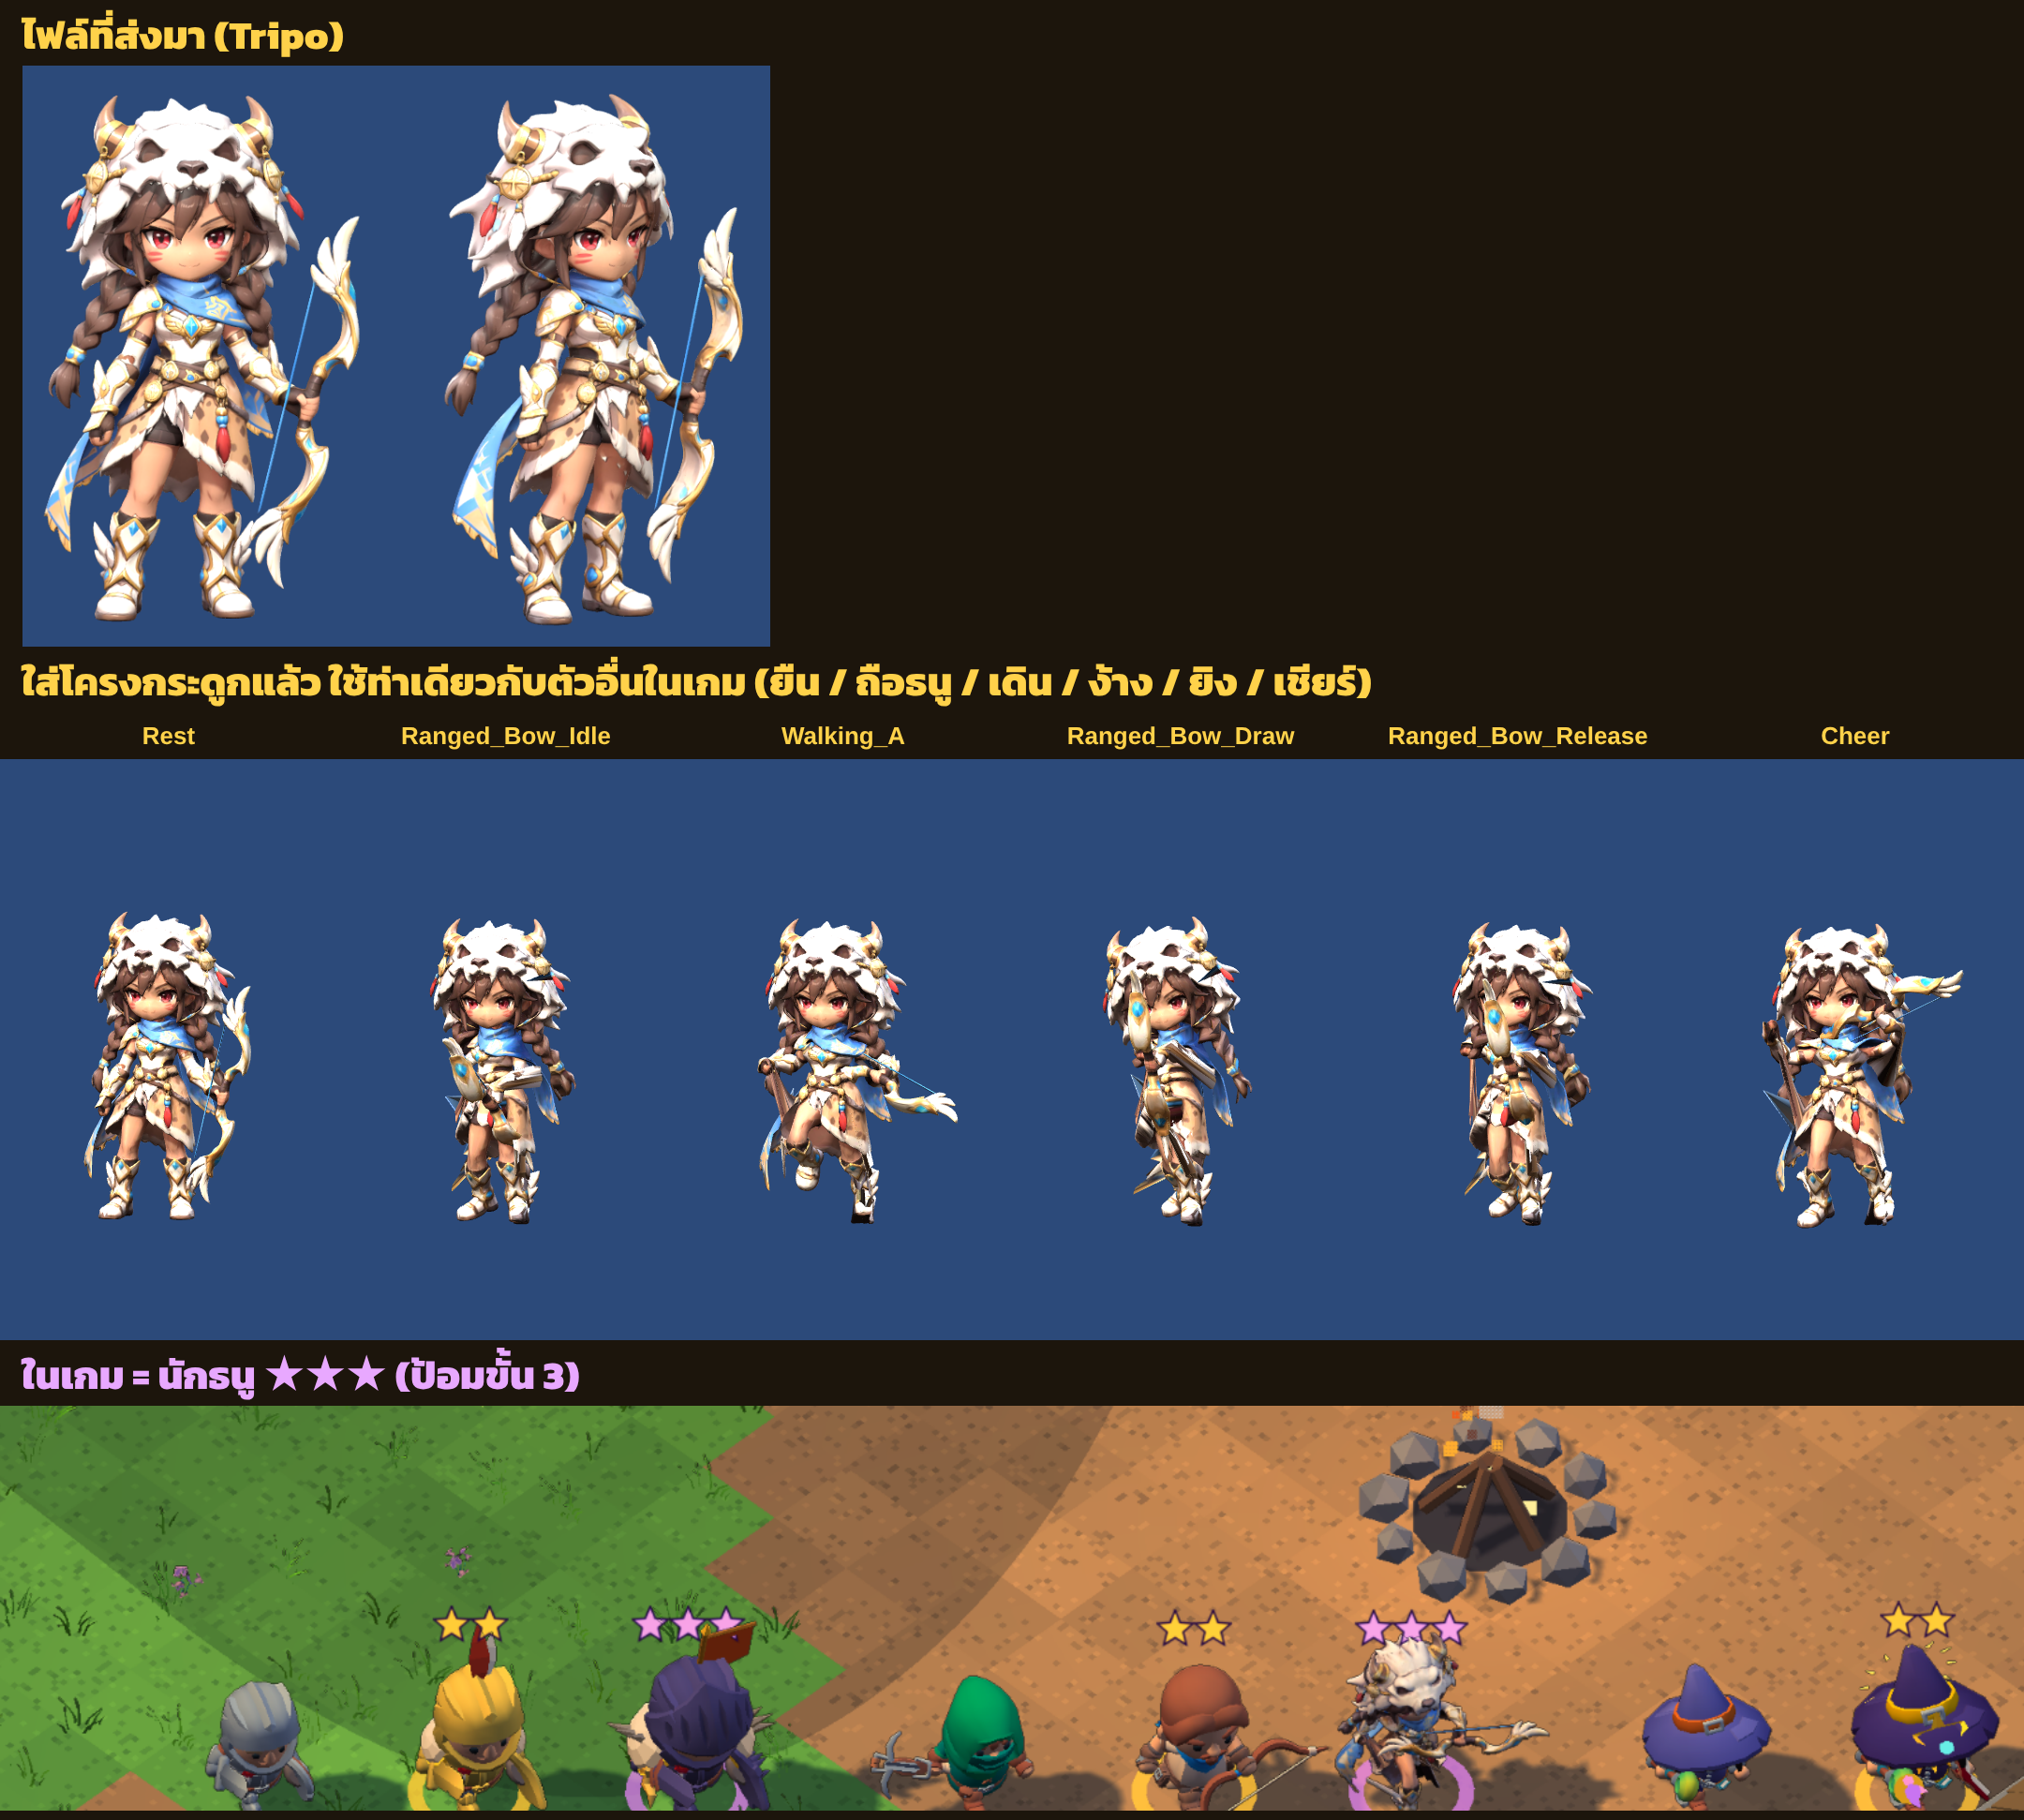 ไฟล์ที่ส่งมา (Tripo)
ใส่โครงกระดูกแล้ว ใช้ท่าเดียวกับตัวอื่นในเกม (ยืน / ถือธนู / เดิน / ง้าง / ยิง / เชียร์)
Rest Ranged_Bow_Idle Walking_A Ranged_Bow_Draw Ranged_Bow_Release Cheer
ในเกม = นักธนู ★★★ (ป้อมขั้น 3)